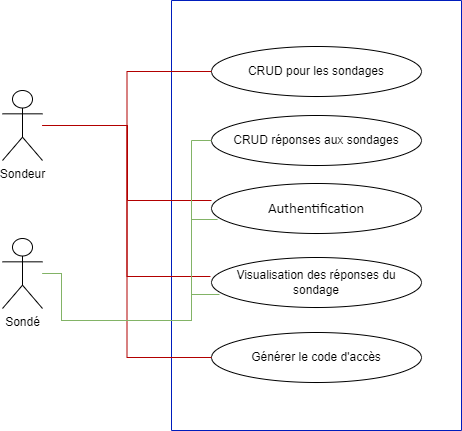 CRUD pour les sondages
CRUD réponses aux sondages
Sondeur
Authentification
Sondé
Visualisation des réponses du
sondage
Générer le code d'accès